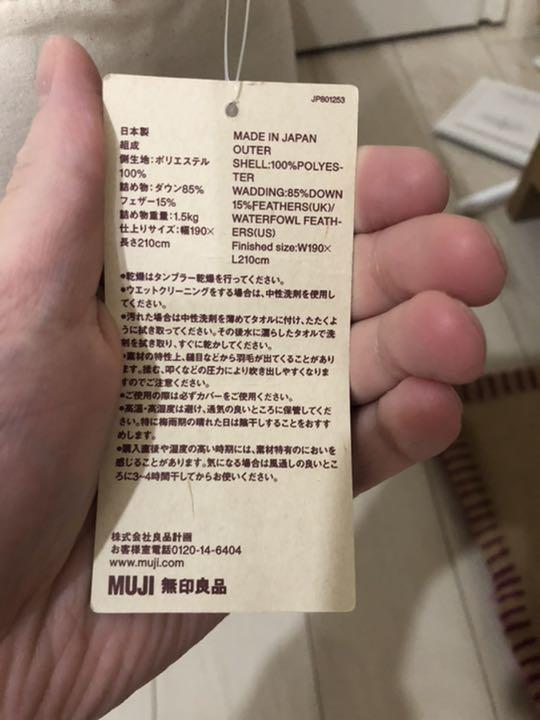 JP801253
日本製
組成
側生地:ポリエステル
100%
詰め物:ダウン85%
フェザー15%
詰め物重量:1.5kg
仕上りサイズ:幅190×
長さ210cm
MADE IN JAPAN
OUTER
SHELL:100%POLYES-
TER
WADDING:85%DOWN
15%FEATHERS(UK)/
WATERFOWL FEATH-
ERS(US)
Finished size:W190×
L210cm
●乾燥はタンブラー乾燥を行ってください。
●ウエットクリーニングをする場合は、中性洗剤を使用し
てください。
●汚れた場合は中性洗剤を薄めてタオルに付け、たたくよ
うに拭き取ってください。その後水に濡らしたタオルで洗
剤を拭き取り、すぐに乾かしてください。
●素材の特性上、縫目などから羽毛が出てくることがあり
ます。揉む、叩くなどの圧力により吹き出しやすくなりま
すのでご注意ください。
●ご使用の際は必ずカバーをご使用ください。
●高温・高湿度は避け、通気の良いところに保管してくだ
さい。特に梅雨期の晴れた日は陰干しすることをおすす
めします。
●購入直後や湿度の高い時期には、素材特有のにおいを
感じることがあります。気になる場合は風通しの良いとこ
ろに3~4時間干してからお使いください。
株式会社良品計画
お客様室電話0120-14-6404
www.muji.com
MUJI 無印良品